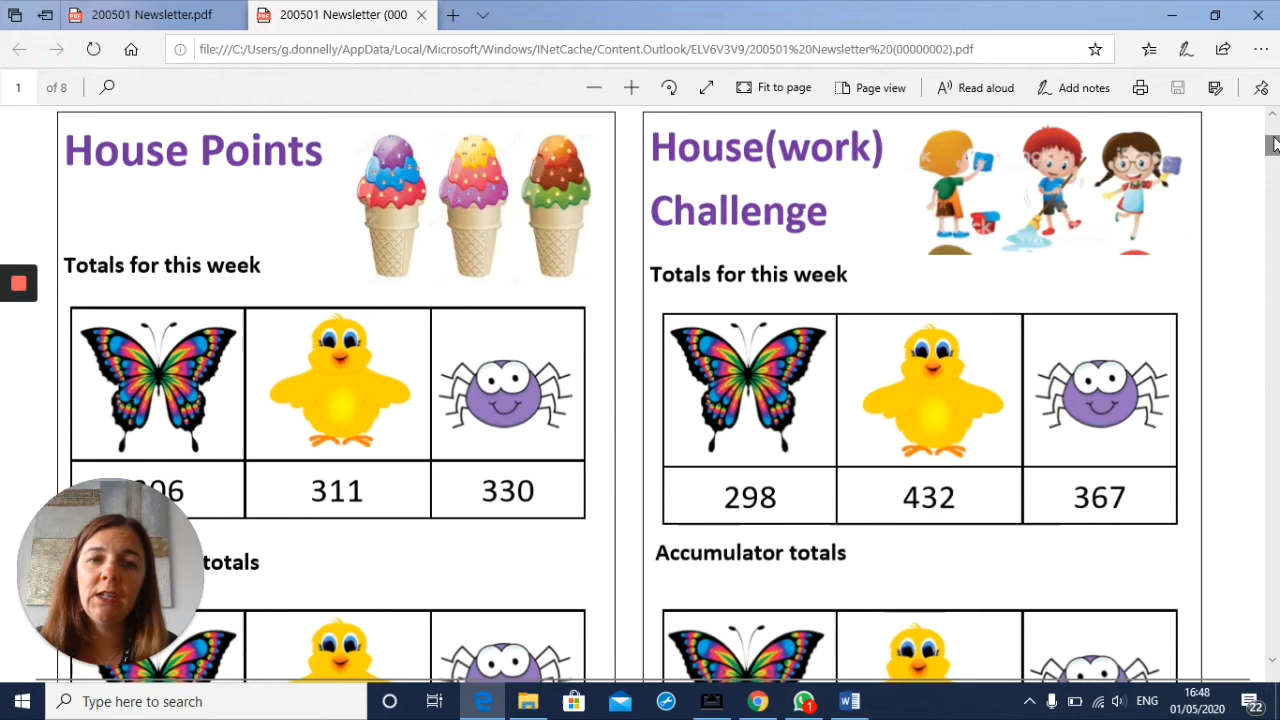 200501 Newsletter.pdf
200501 Newsletter (000
file:///C:/Users/g.donnelly/AppData/Local/Microsoft/Windows/INetCache/Content.Outlook/ELV6V3V9/200501%20Newsletter%20(00000002).pdf
1 of 8
Fit to page
Page view
Read aloud
Add notes
House Points
Totals for this week
311 330
totals
House(work)
Challenge
Totals for this week
298 432 367
Accumulator totals
Type here to search
1
ENG
16:48
01/05/2020
22